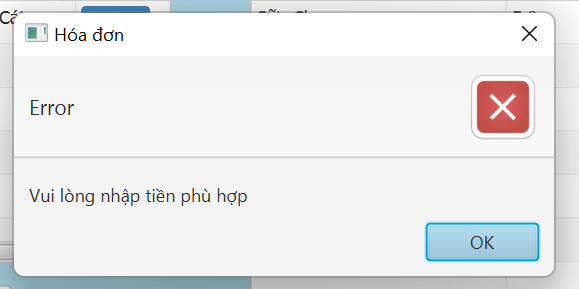 Hóa đơn
Error
Vui lòng nhập tiền phù hợp
OK